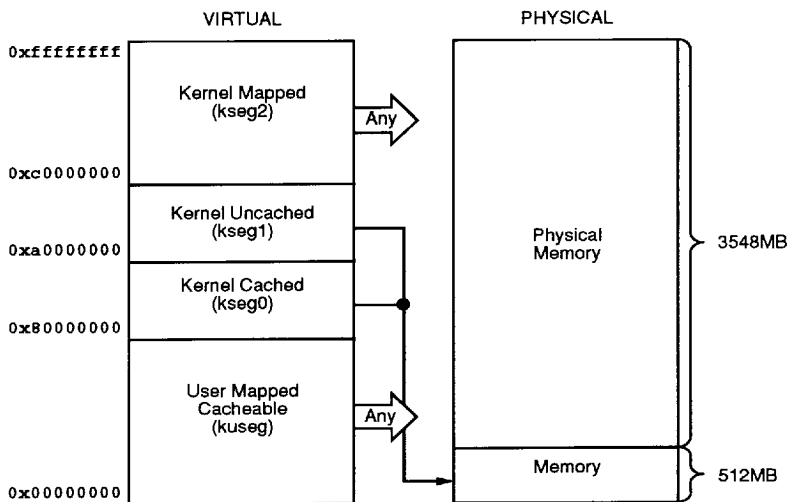 VIRTUAL
PHYSICAL
0xffffffff
Kernel Mapped
(kseg2)
Any
0xc0000000
Kernel Uncached
(kseg1)
0xa0000000
Kernel Cached
(kseg0)
0x80000000
User Mapped
Cacheable
(kuseg)
Any
0x00000000
Physical
Memory
3548MB
Memory
512MB